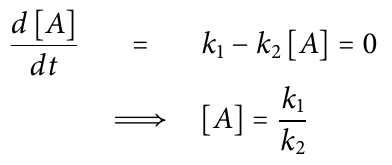 d[A]/dt = k₁ − k₂[A] = 0
⟹ [A] = k₁/k₂